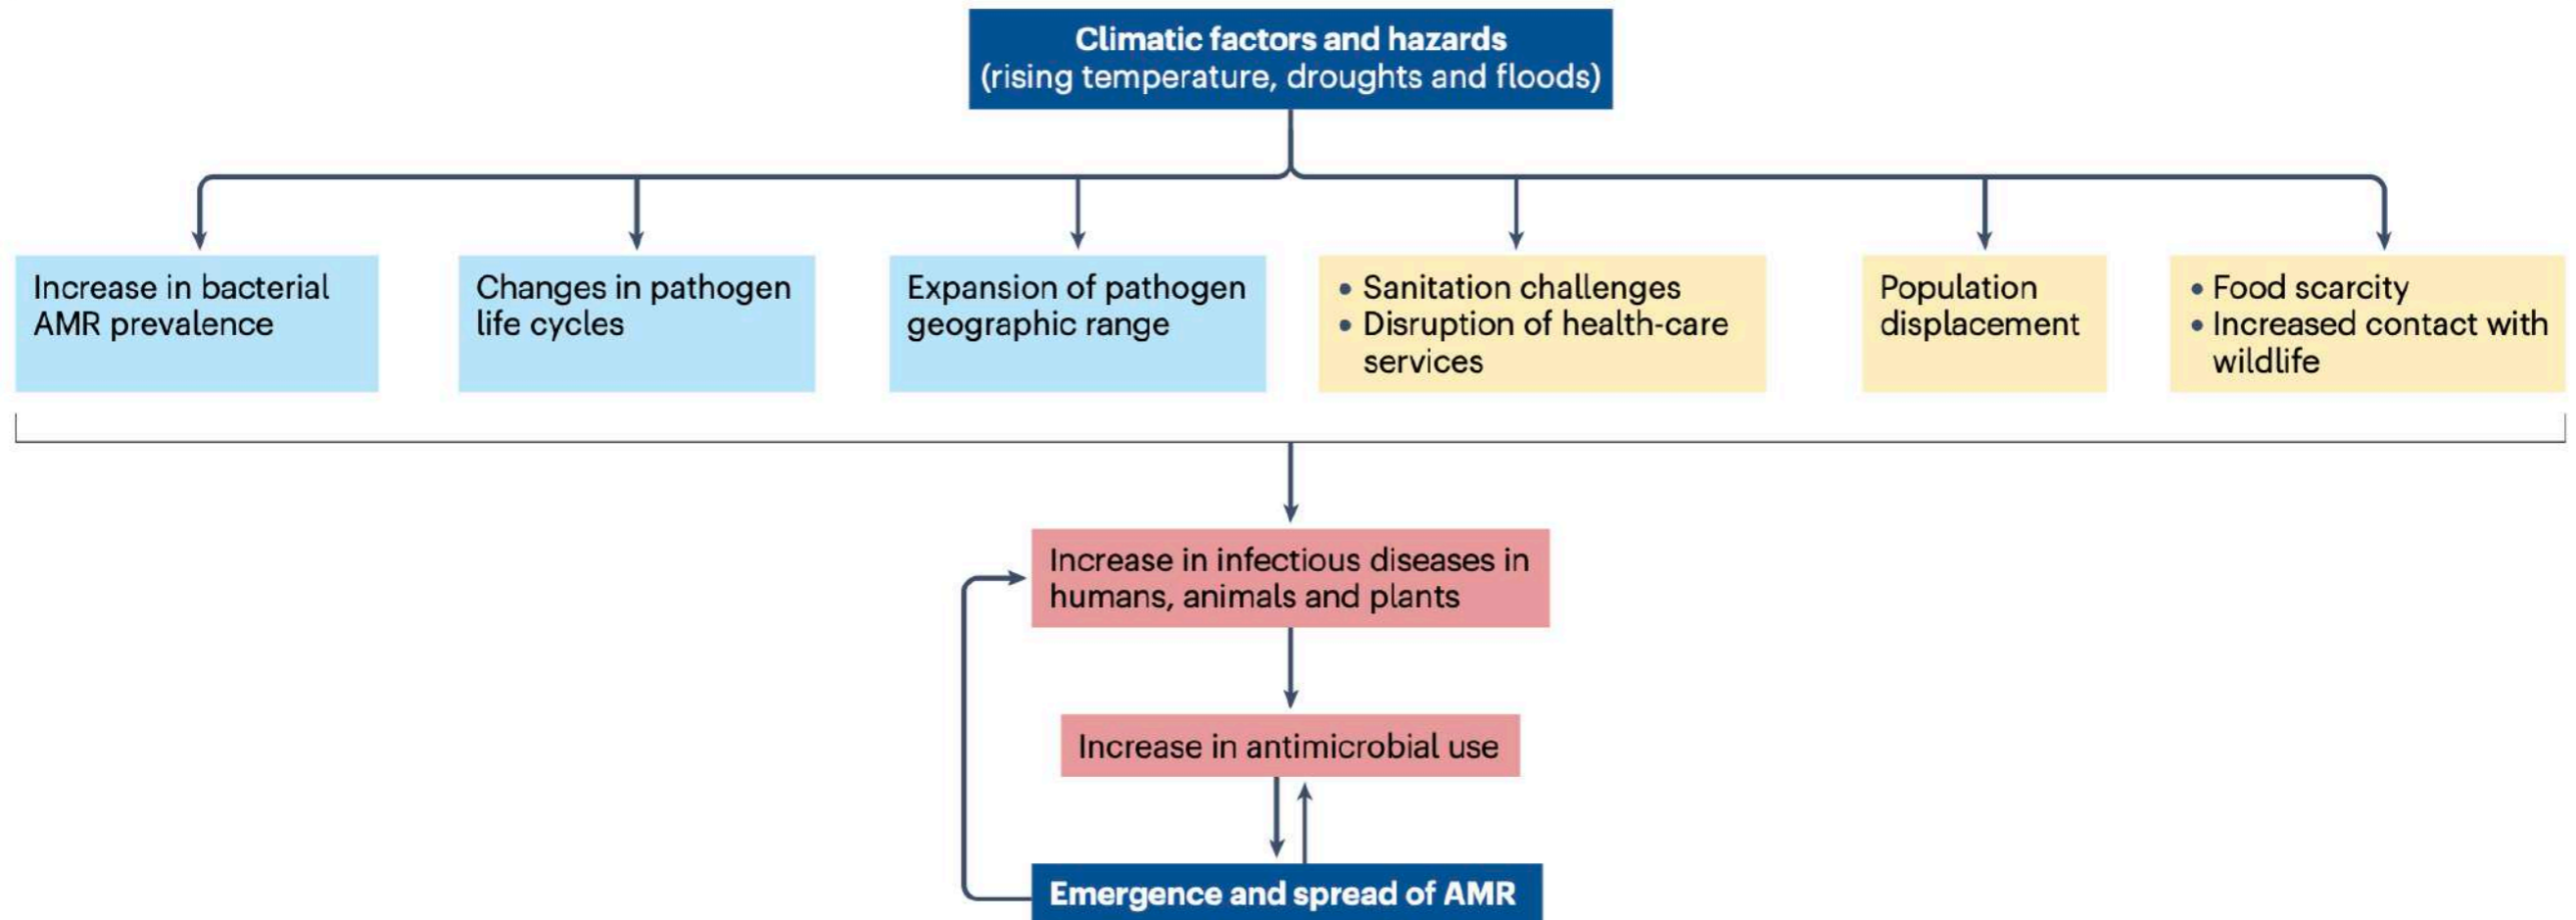 Climatic factors and hazards
(rising temperature, droughts and floods)
Increase in bacterial
AMR prevalence
Changes in pathogen
life cycles
Expansion of pathogen
geographic range
• Sanitation challenges
• Disruption of health-care
services
Population
displacement
• Food scarcity
• Increased contact with
wildlife
Increase in infectious diseases in
humans, animals and plants
Increase in antimicrobial use
Emergence and spread of AMR